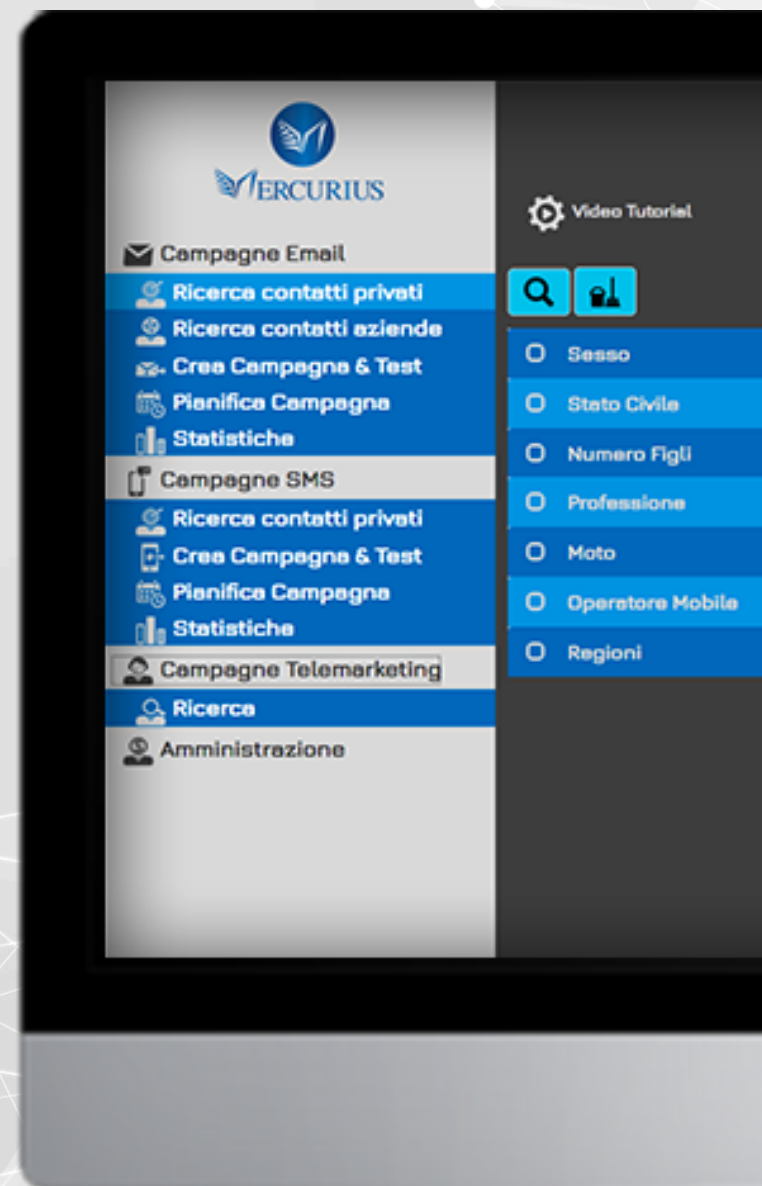 MERCURIUS
Campagne Email
Ricerca contatti privati
Ricerca contatti aziende
Crea Campagna & Test
Pianifica Campagna
Statistiche
Campagne SMS
Ricerca contatti privati
Crea Campagna & Test
Pianifica Campagna
Statistiche
Campagne Telemarketing
Ricerca
Amministrazione
Video Tutorial
Sesso
Stato Civile
Numero Figli
Professione
Moto
Operatore Mobile
Regioni